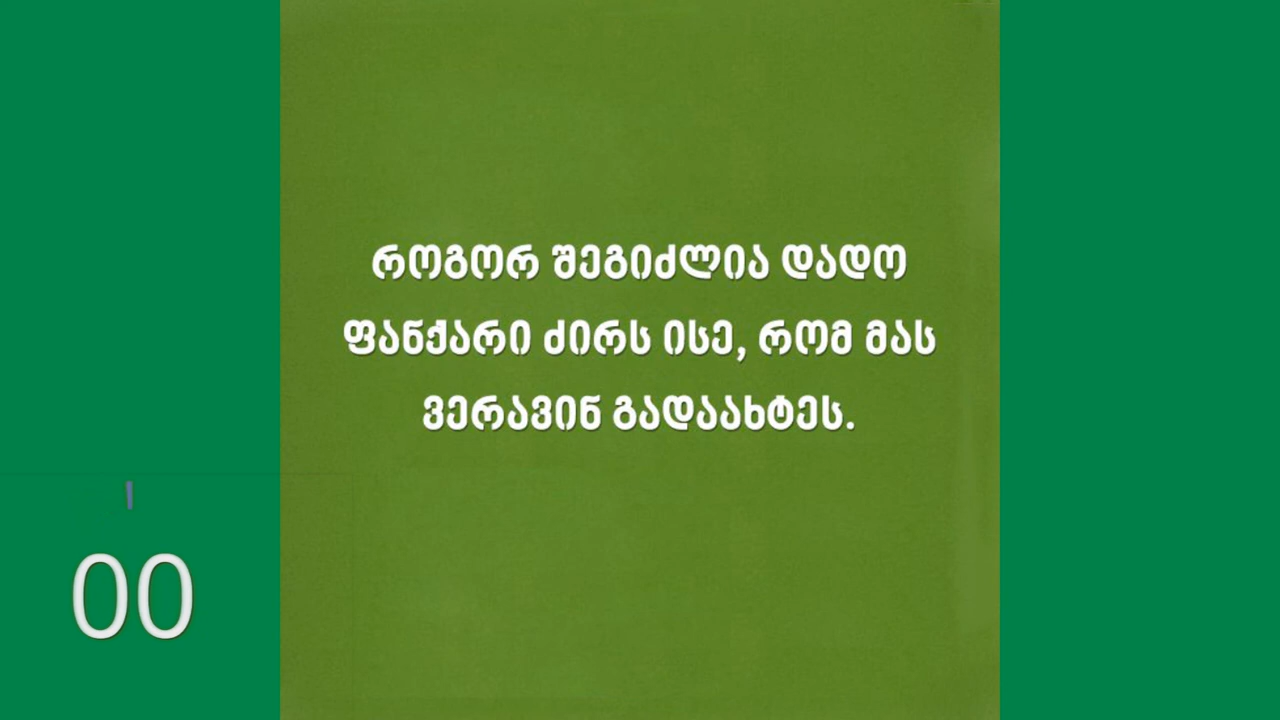 როგორ შეგიძლია დადო
ფანქარი ძირს ისე, რომ მას
ვერავინ გადაახტეს.
00